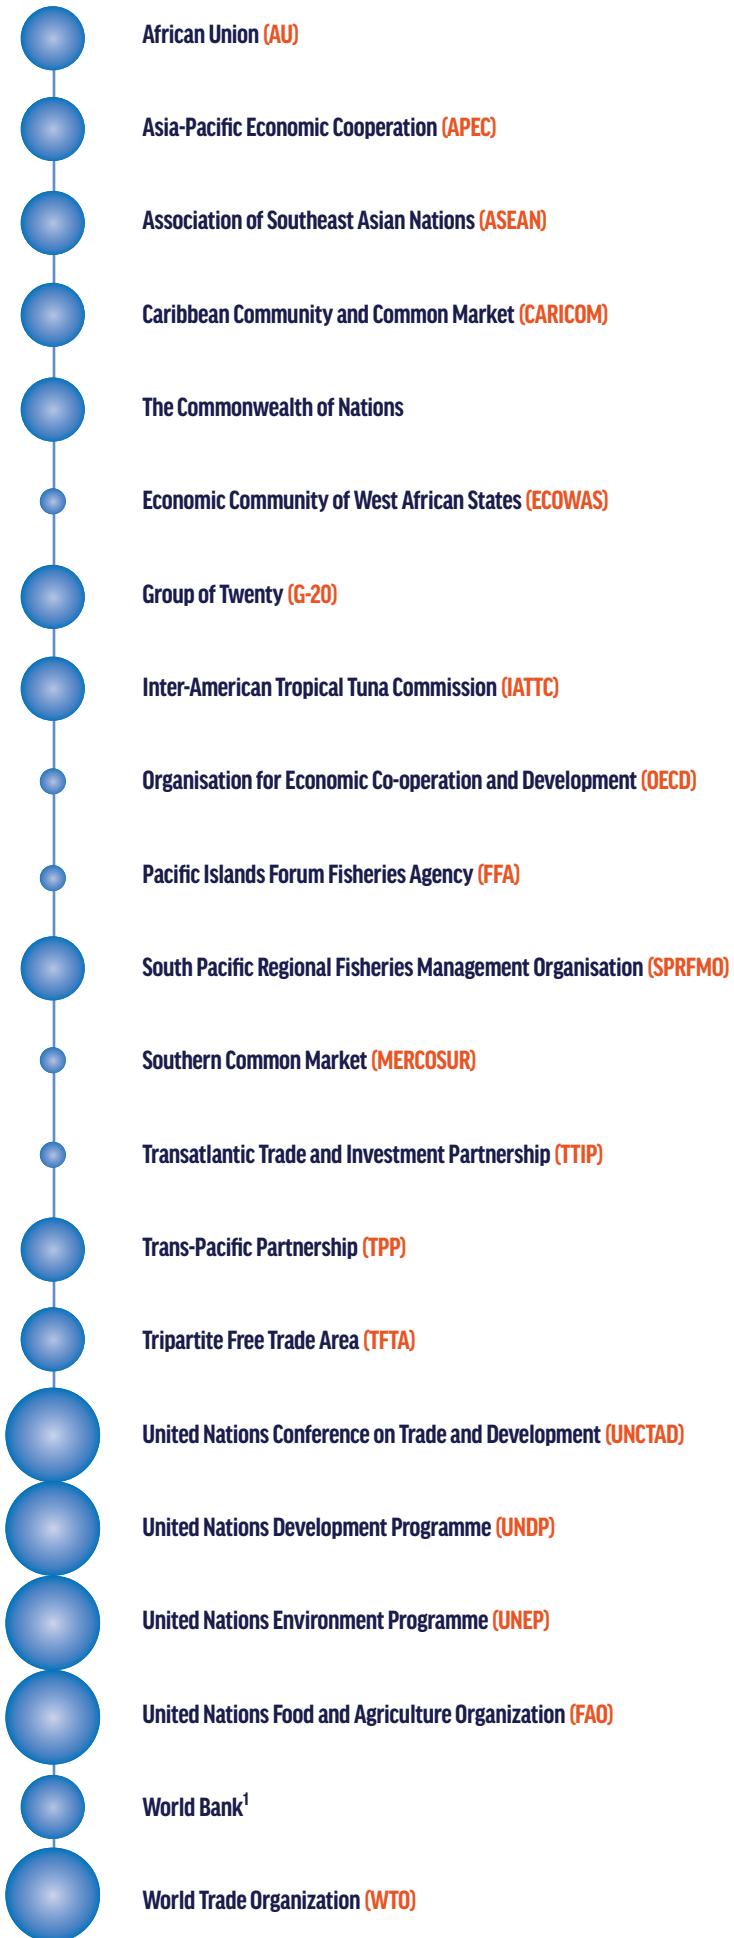 African Union (AU)
Asia-Pacific Economic Cooperation (APEC)
Association of Southeast Asian Nations (ASEAN)
Caribbean Community and Common Market (CARICOM)
The Commonwealth of Nations
Economic Community of West African States (ECOWAS)
Group of Twenty (G-20)
Inter-American Tropical Tuna Commission (IATTC)
Organisation for Economic Co-operation and Development (OECD)
Pacific Islands Forum Fisheries Agency (FFA)
South Pacific Regional Fisheries Management Organisation (SPRFMO)
Southern Common Market (MERCOSUR)
Transatlantic Trade and Investment Partnership (TTIP)
Trans-Pacific Partnership (TPP)
Tripartite Free Trade Area (TFTA)
United Nations Conference on Trade and Development (UNCTAD)
United Nations Development Programme (UNDP)
United Nations Environment Programme (UNEP)
United Nations Food and Agriculture Organization (FAO)
World Bank¹
World Trade Organization (WTO)